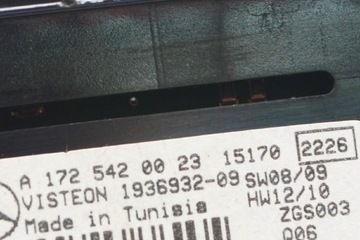 A 172 542 00 23 15170 2226
VISTEON 1936932-09 SW08/09
HW12/10
Made in Tunisia ZGS003
006